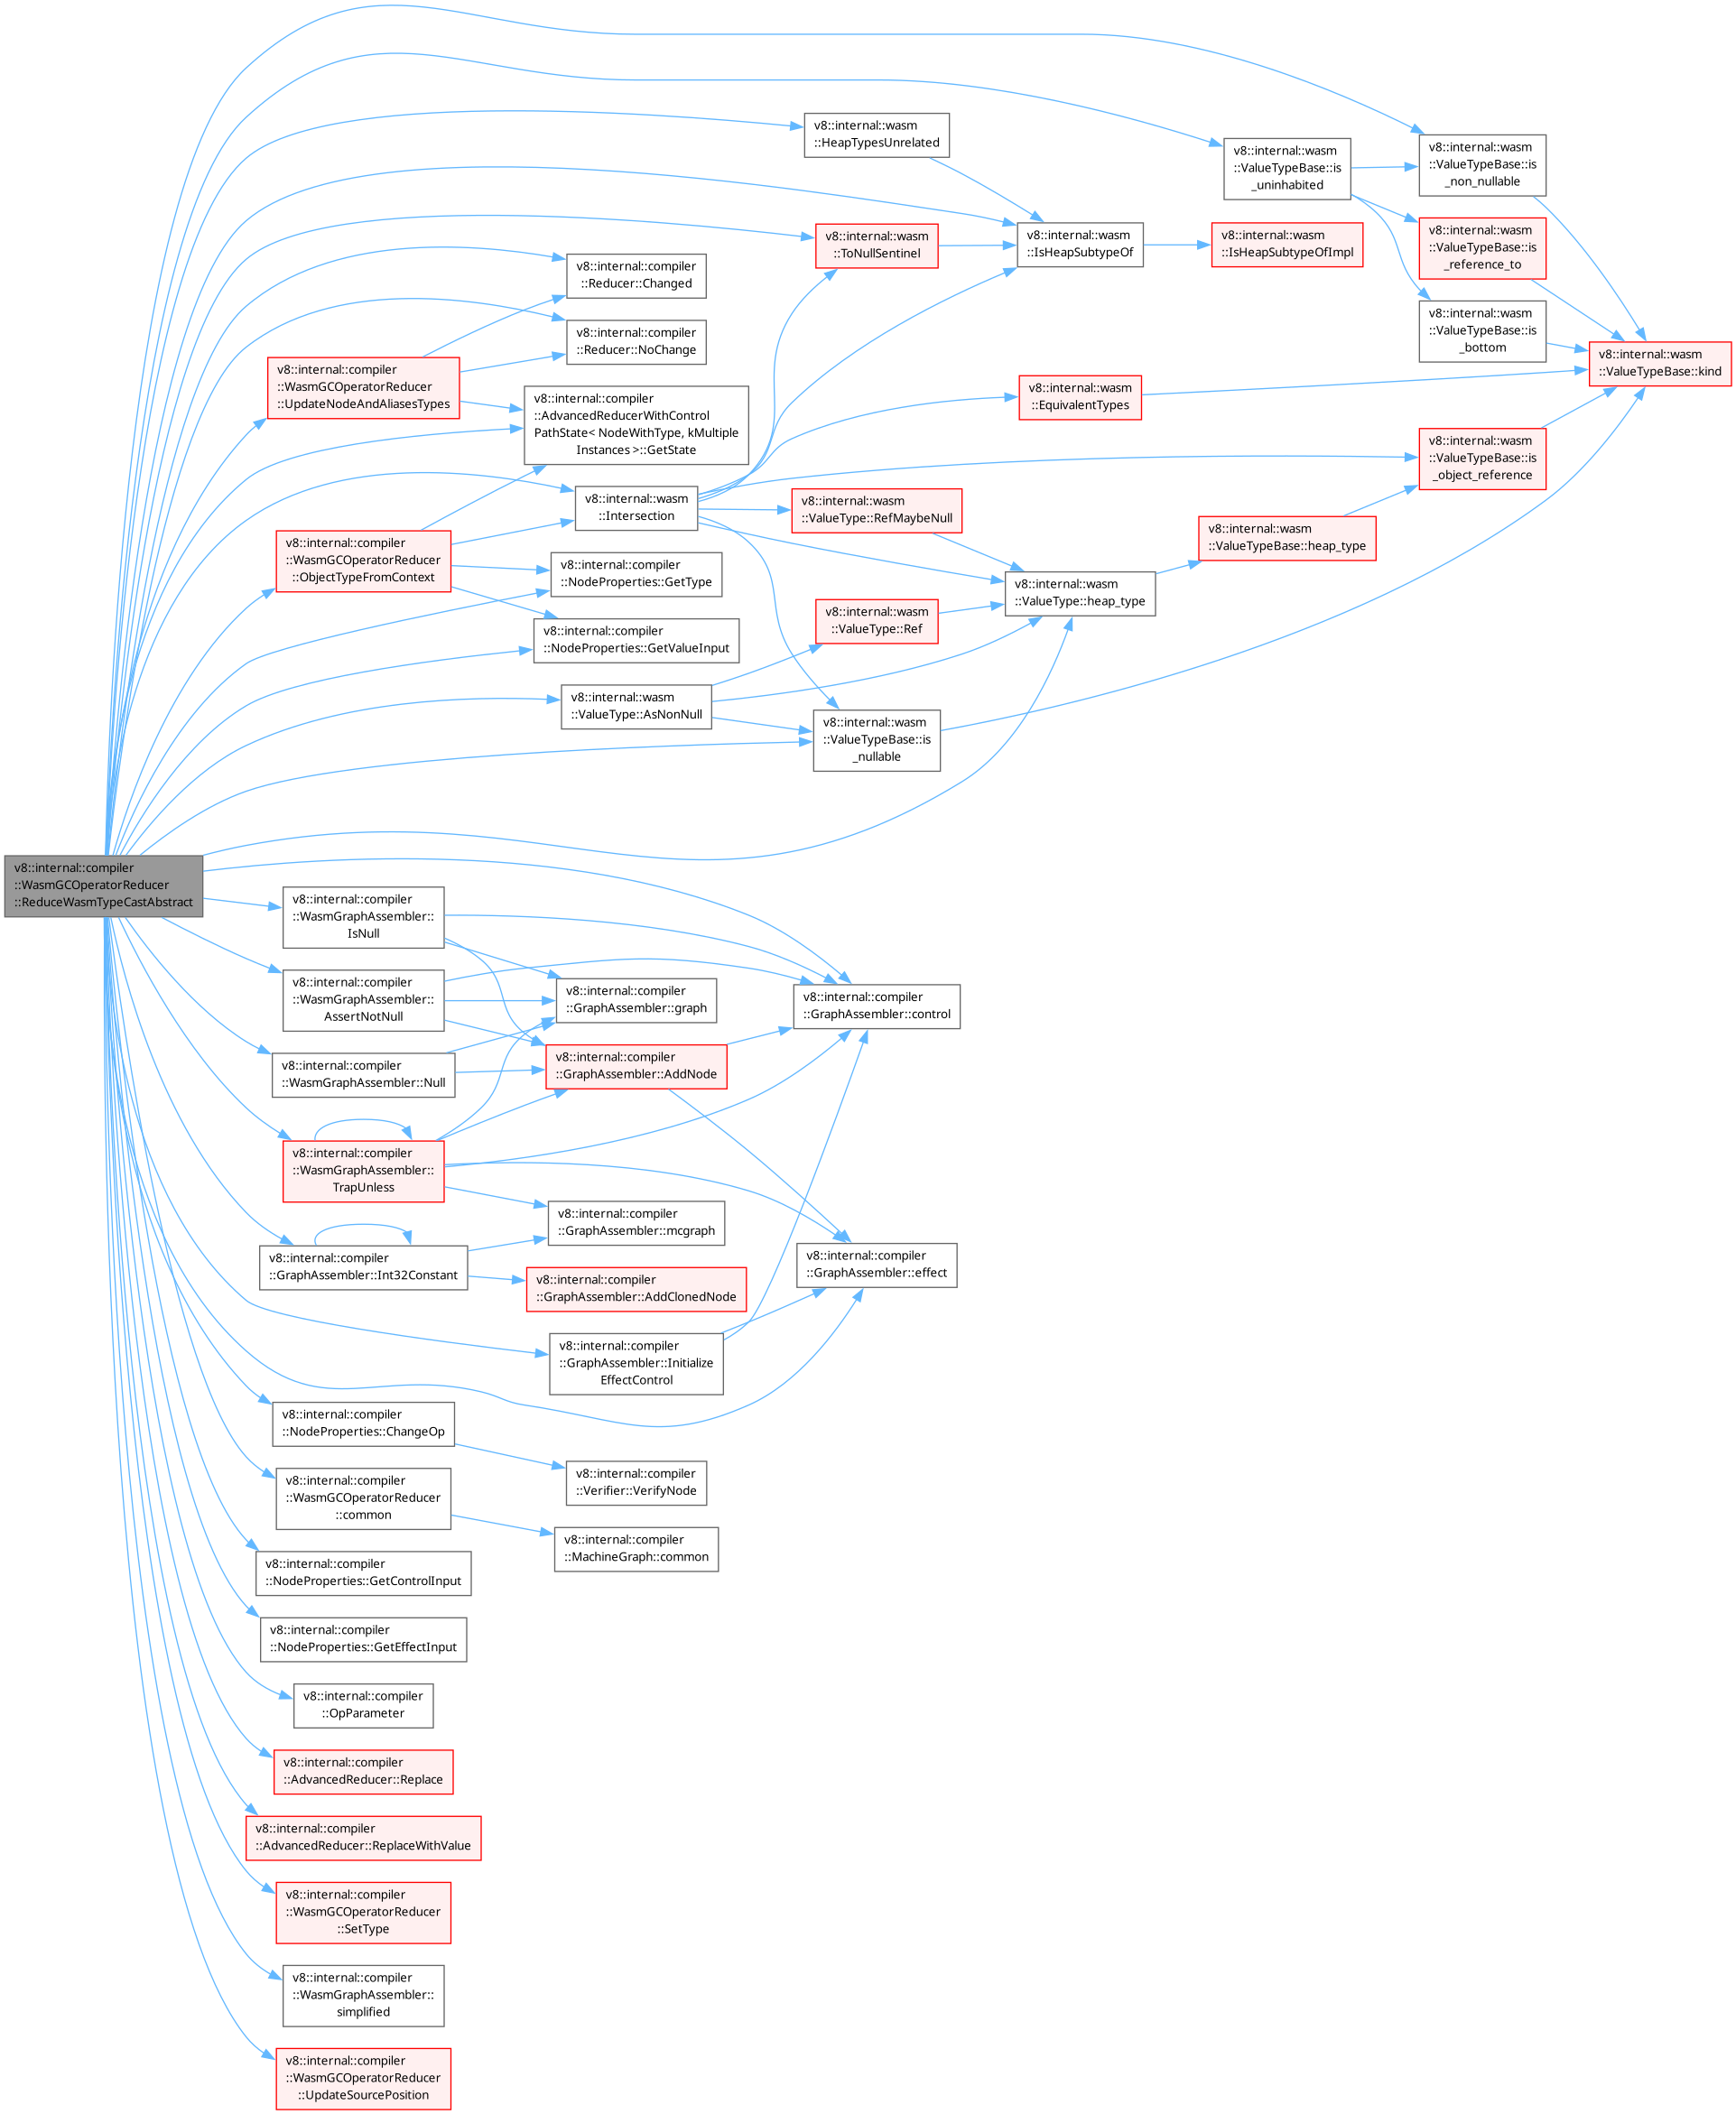 v8::internal::compiler
::WasmGCOperatorReducer
::ReduceWasmTypeCastAbstract
v8::internal::compiler
::WasmGCOperatorReducer
::UpdateNodeAndAliasesTypes
v8::internal::compiler
::WasmGCOperatorReducer
::ObjectTypeFromContext
v8::internal::compiler
::WasmGraphAssembler::
IsNull
v8::internal::compiler
::WasmGraphAssembler::
AssertNotNull
v8::internal::compiler
::WasmGraphAssembler::Null
v8::internal::compiler
::WasmGraphAssembler::
TrapUnless
v8::internal::compiler
::GraphAssembler::Int32Constant
v8::internal::compiler
::NodeProperties::ChangeOp
v8::internal::compiler
::WasmGCOperatorReducer
::common
v8::internal::compiler
::NodeProperties::GetControlInput
v8::internal::compiler
::NodeProperties::GetEffectInput
v8::internal::compiler
::OpParameter
v8::internal::compiler
::AdvancedReducer::Replace
v8::internal::compiler
::AdvancedReducer::ReplaceWithValue
v8::internal::compiler
::WasmGCOperatorReducer
::SetType
v8::internal::compiler
::WasmGraphAssembler::
simplified
v8::internal::compiler
::WasmGCOperatorReducer
::UpdateSourcePosition
v8::internal::compiler
::Reducer::Changed
v8::internal::compiler
::Reducer::NoChange
v8::internal::compiler
::AdvancedReducerWithControl
PathState< NodeWithType, kMultiple
Instances >::GetState
v8::internal::wasm
::Intersection
v8::internal::compiler
::NodeProperties::GetType
v8::internal::compiler
::NodeProperties::GetValueInput
v8::internal::wasm
::ValueType::AsNonNull
v8::internal::compiler
::GraphAssembler::graph
v8::internal::compiler
::GraphAssembler::AddNode
v8::internal::compiler
::GraphAssembler::mcgraph
v8::internal::compiler
::GraphAssembler::AddClonedNode
v8::internal::compiler
::GraphAssembler::Initialize
EffectControl
v8::internal::compiler
::Verifier::VerifyNode
v8::internal::compiler
::MachineGraph::common
v8::internal::wasm
::HeapTypesUnrelated
v8::internal::wasm
::ToNullSentinel
v8::internal::wasm
::ValueType::RefMaybeNull
v8::internal::wasm
::ValueType::Ref
v8::internal::wasm
::ValueTypeBase::is
_nullable
v8::internal::compiler
::GraphAssembler::control
v8::internal::compiler
::GraphAssembler::effect
v8::internal::wasm
::IsHeapSubtypeOf
v8::internal::wasm
::EquivalentTypes
v8::internal::wasm
::ValueType::heap_type
v8::internal::wasm
::ValueTypeBase::is
_uninhabited
v8::internal::wasm
::IsHeapSubtypeOfImpl
v8::internal::wasm
::ValueTypeBase::heap_type
v8::internal::wasm
::ValueTypeBase::is
_non_nullable
v8::internal::wasm
::ValueTypeBase::is
_reference_to
v8::internal::wasm
::ValueTypeBase::is
_bottom
v8::internal::wasm
::ValueTypeBase::is
_object_reference
v8::internal::wasm
::ValueTypeBase::kind